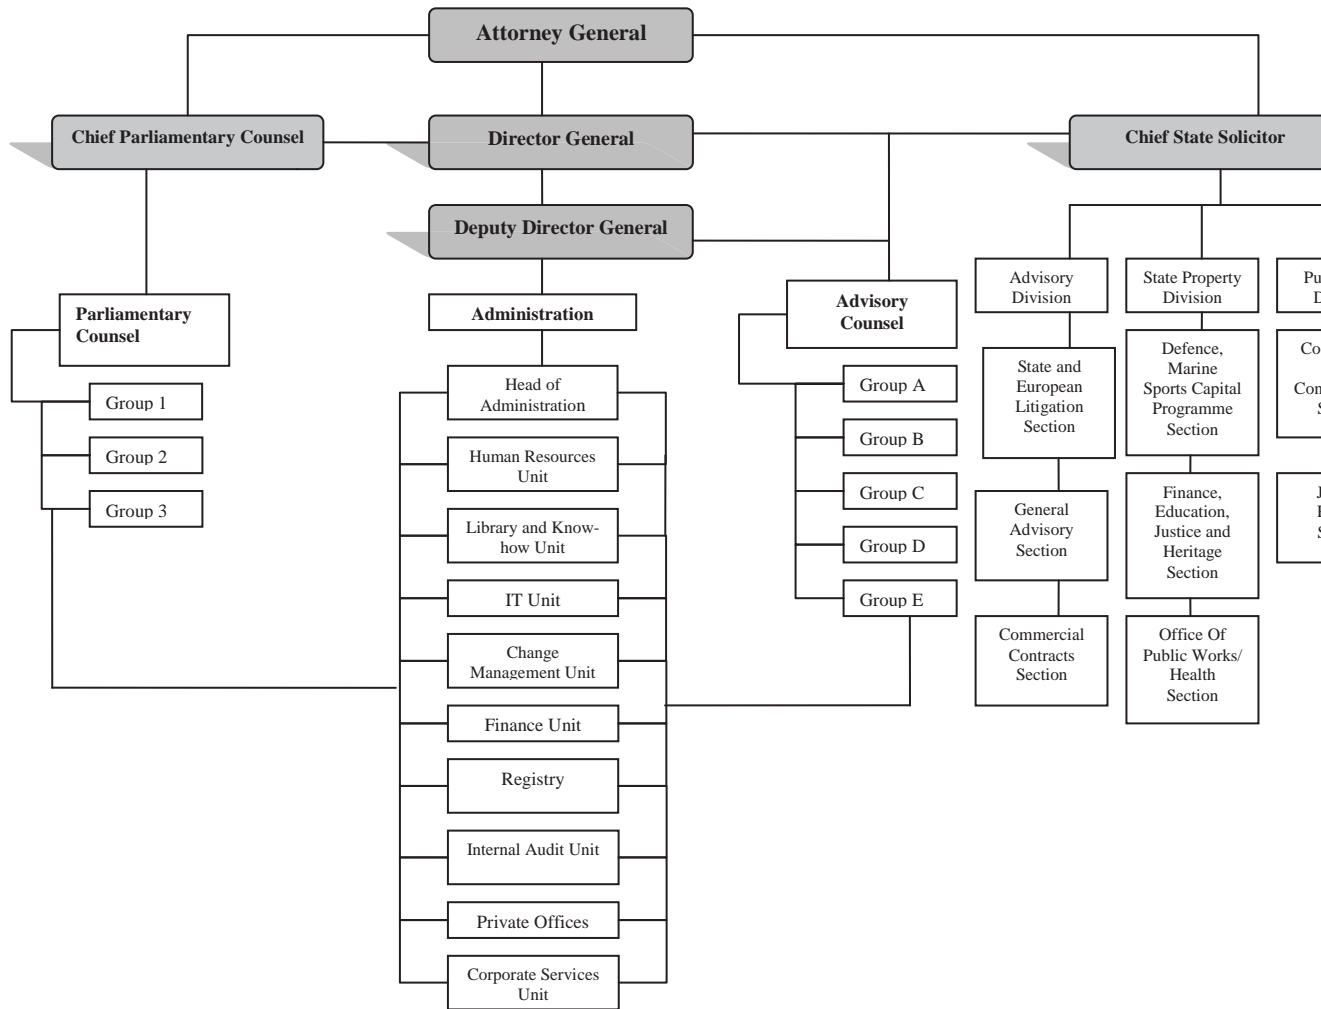 Attorney General
Chief Parliamentary Counsel
Director General
Chief State Solicitor
Deputy Director General
Parliamentary
Counsel
Group 1
Group 2
Group 3
Administration
Head of
Administration
Human Resources
Unit
Library and Know-
how Unit
IT Unit
Change
Management Unit
Finance Unit
Registry
Internal Audit Unit
Private Offices
Corporate Services
Unit
Advisory
Counsel
Group A
Group B
Group C
Group D
Group E
Advisory
Division
State and
European
Litigation
Section
General
Advisory
Section
Commercial
Contracts
Section
State Property
Division
Defence,
Marine
Sports Capital
Programme
Section
Finance,
Education,
Justice and
Heritage
Section
Office Of
Public Works/
Health
Section